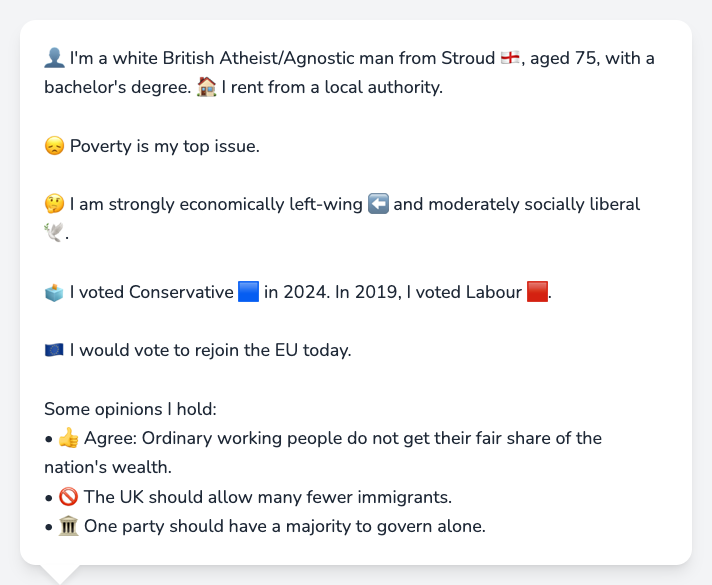 👤 I'm a white British Atheist/Agnostic man from Stroud 🏴󠁧󠁢󠁥󠁮󠁧󠁿, aged 75, with a
bachelor's degree. 🏠 I rent from a local authority.
😞 Poverty is my top issue.
🤔 I am strongly economically left-wing ⬅️ and moderately socially liberal
🕊️.
🗳️ I voted Conservative 🟦 in 2024. In 2019, I voted Labour 🟥.
🇪🇺 I would vote to rejoin the EU today.
Some opinions I hold:
• 👍 Agree: Ordinary working people do not get their fair share of the
nation's wealth.
• 🚫 The UK should allow many fewer immigrants.
• 🏛️ One party should have a majority to govern alone.